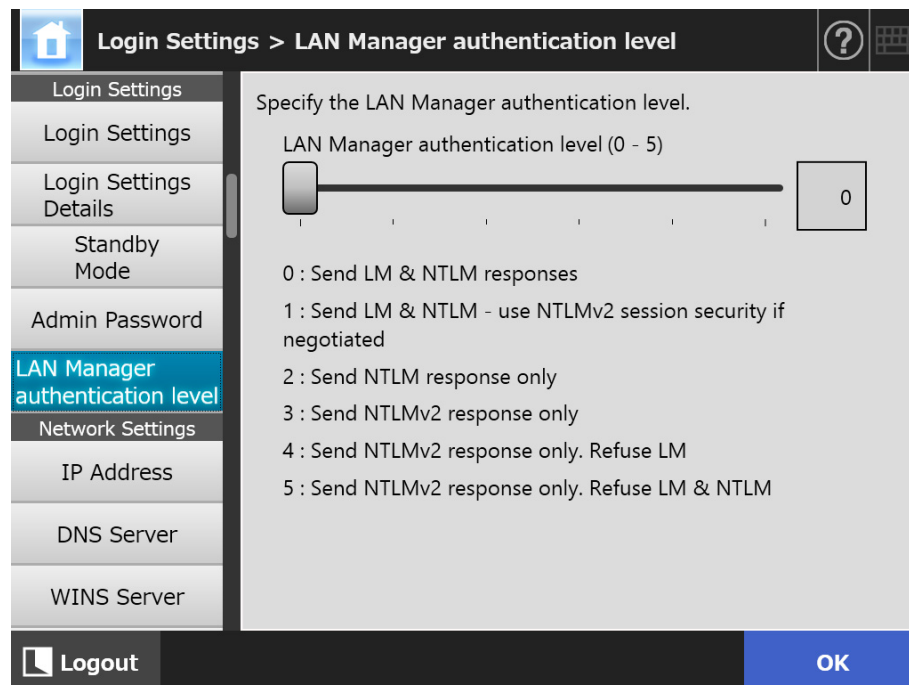 Login Settings > LAN Manager authentication level
?
Login Settings
Login Settings
Login Settings
Details
Standby
Mode
Admin Password
LAN Manager
authentication level
Network Settings
IP Address
DNS Server
WINS Server
Specify the LAN Manager authentication level.
LAN Manager authentication level (0 - 5)
0
0 : Send LM & NTLM responses
1 : Send LM & NTLM - use NTLMv2 session security if
negotiated
2 : Send NTLM response only
3 : Send NTLMv2 response only
4 : Send NTLMv2 response only. Refuse LM
5 : Send NTLMv2 response only. Refuse LM & NTLM
Logout
OK